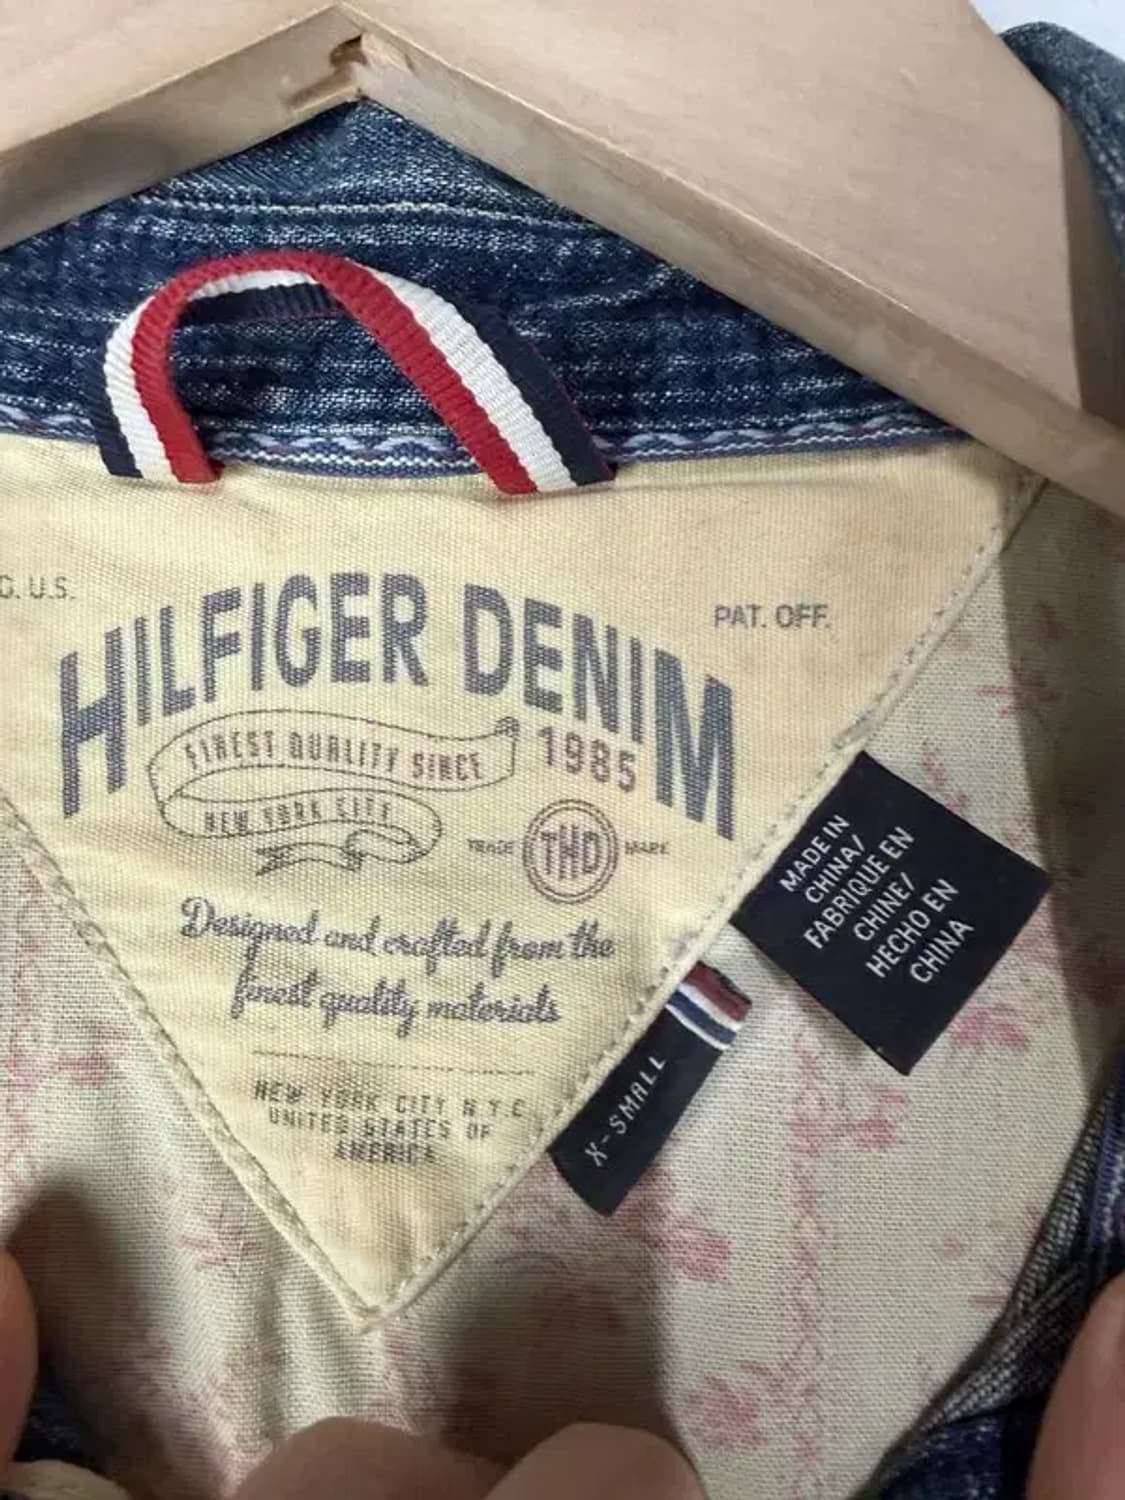 G. U.S.
PAT. OFF.
HILFIGER DENIM
FINEST QUALITY SINCE
1985
NEW YORK CITY
TRADE THD MARK
Designed and crafted from the
finest quality materials
NEW YORK CITY N.Y.C.
UNITED STATES OF
AMERICA
MADE IN
CHINA/
FABRIQUE EN
CHINE/
HECHO EN
CHINA
X-SMALL